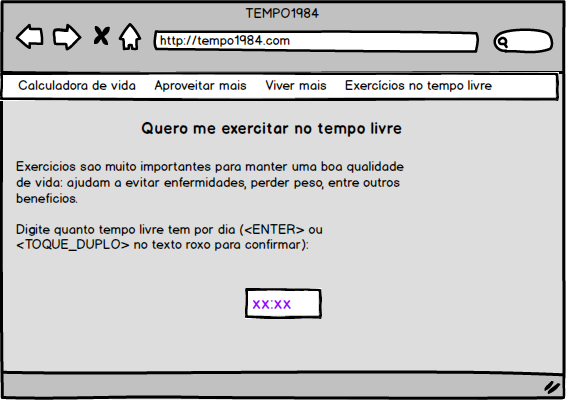 TEMPO1984
http://tempo1984.com
Calculadora de vida Aproveitar mais Viver mais Exercícios no tempo livre
Quero me exercitar no tempo livre
Exercicios sao muito importantes para manter uma boa qualidade
de vida: ajudam a evitar enfermidades, perder peso, entre outros
beneficios.
Digite quanto tempo livre tem por dia (<ENTER> ou
<TOQUE_DUPLO> no texto roxo para confirmar):
xx:xx